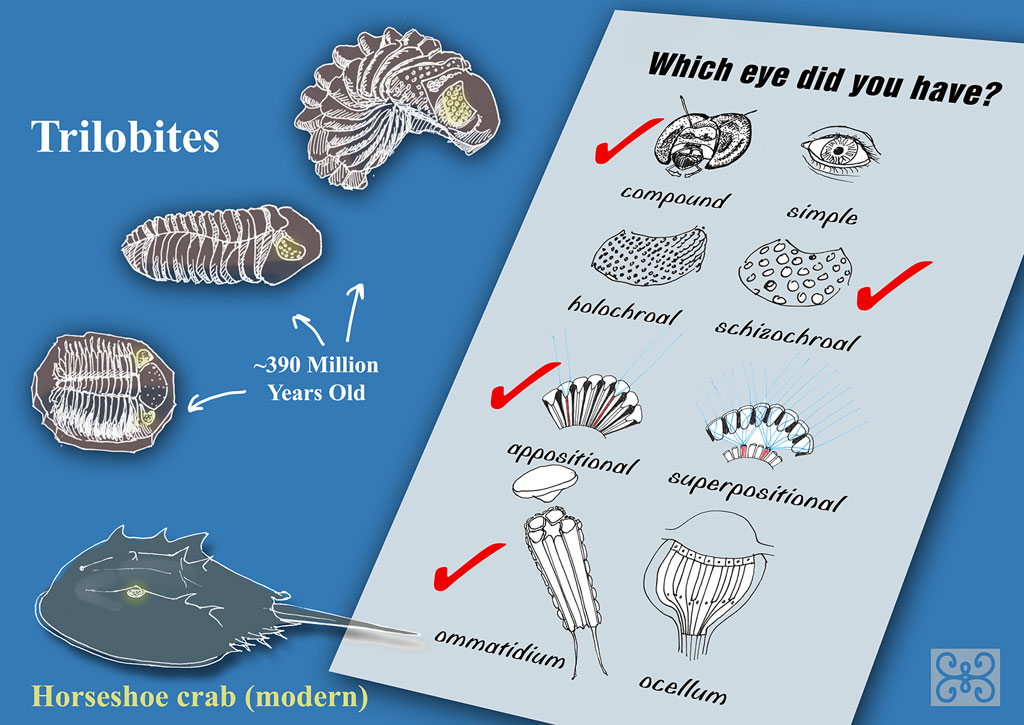 Trilobites
~390 Million
Years Old
Horseshoe crab (modern)
Which eye did you have?
compound
simple
holochroal
schizochroal
appositional
superpositional
ommatidium
ocellum